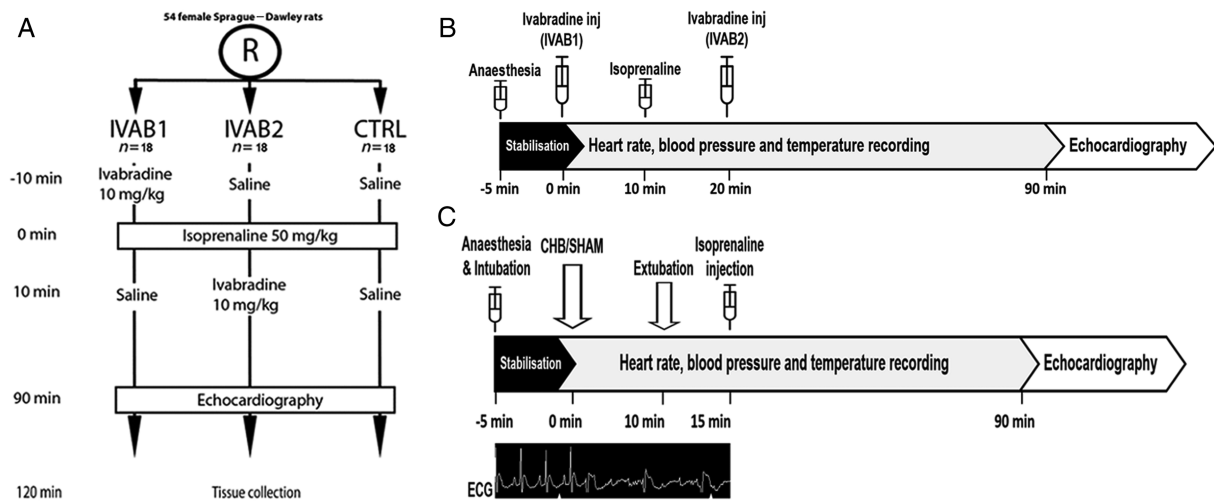 A
54 female Sprague–Dawley rats
R
IVAB1 IVAB2 CTRL
n=18 n=18 n=18
-10 min
Ivabradine
10 mg/kg
Saline
Saline
0 min
Isoprenaline 50 mg/kg
10 min
Saline
Ivabradine
10 mg/kg
Saline
90 min
Echocardiography
120 min
Tissue collection
B
Anaesthesia
Ivabradine inj
(IVAB1)
Isoprenaline
Ivabradine inj
(IVAB2)
Stabilisation
Heart rate, blood pressure and temperature recording
Echocardiography
-5 min 0 min 10 min 20 min 90 min
C
Anaesthesia
& Intubation
CHB/SHAM
Extubation
Isoprenaline
injection
Stabilisation
Heart rate, blood pressure and temperature recording
Echocardiography
-5 min 0 min 10 min 15 min 90 min
ECG